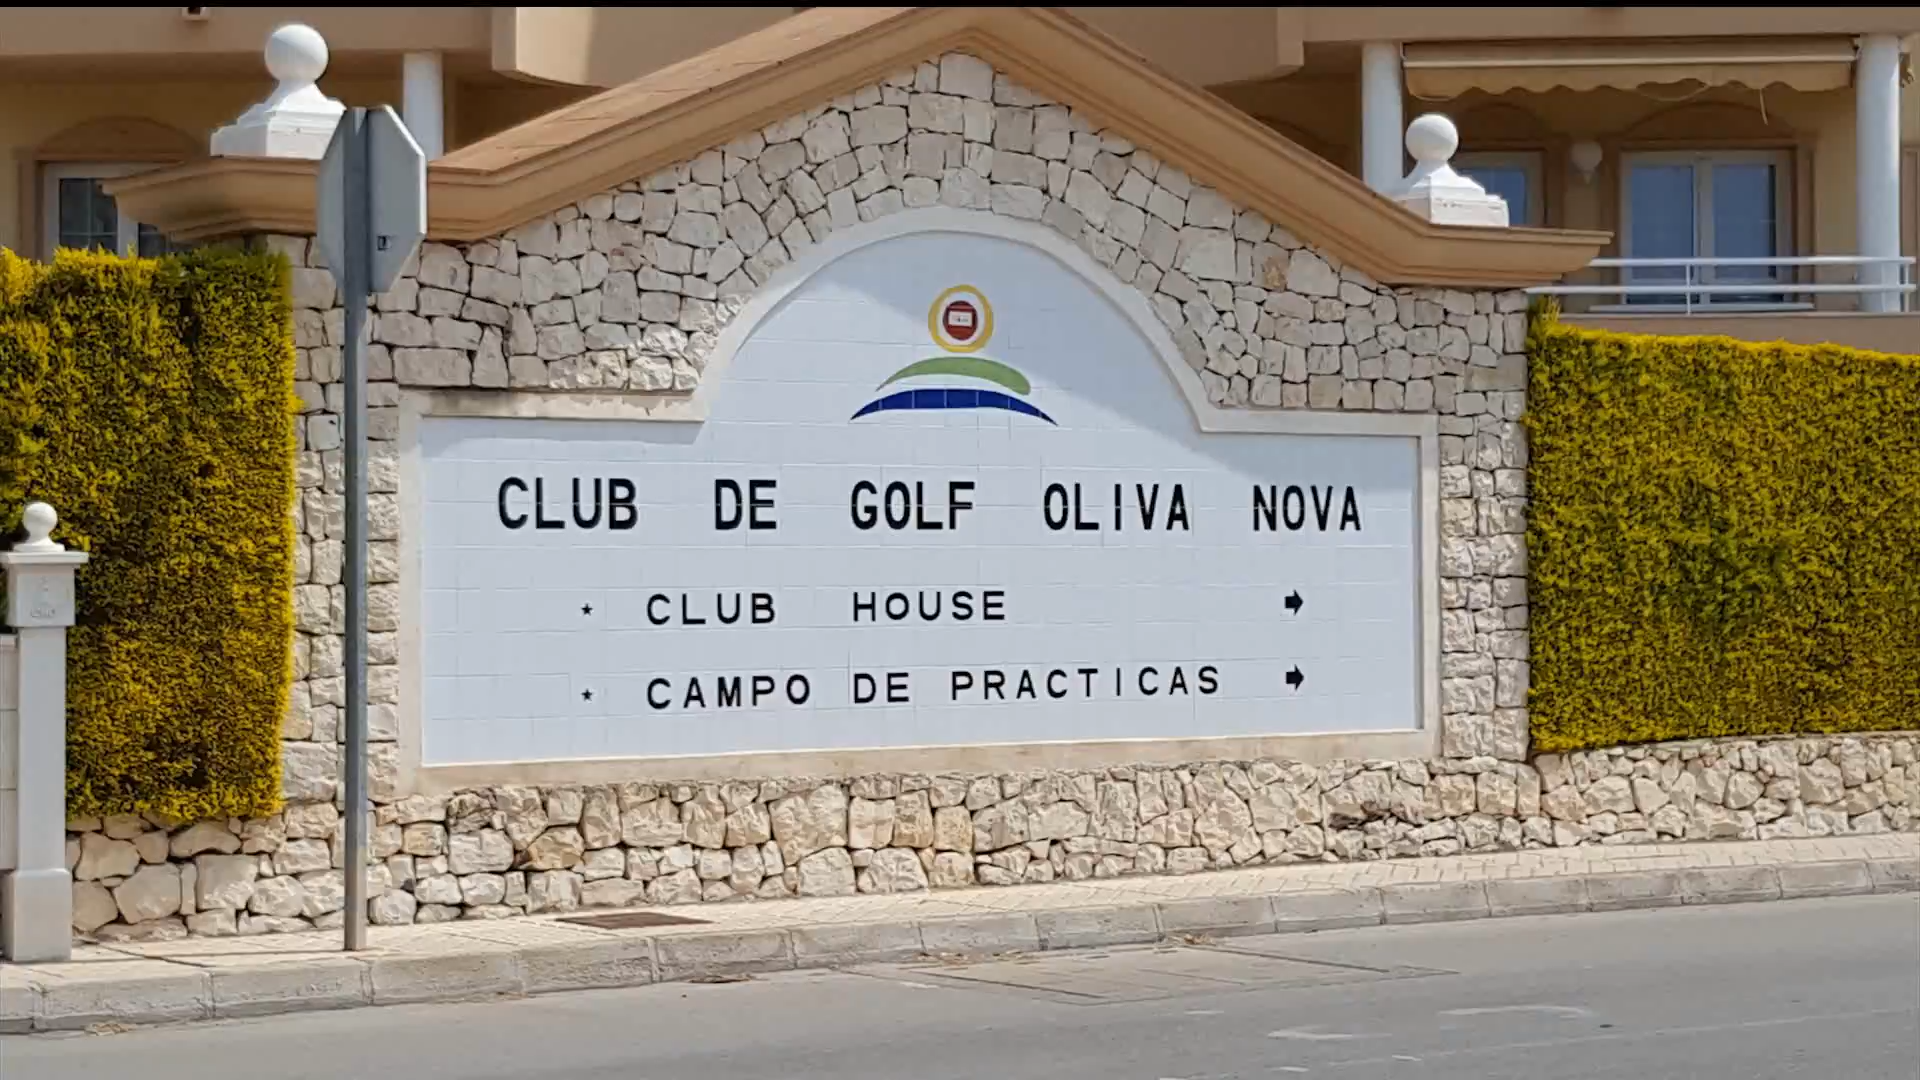 CLUB DE GOLF OLIVA NOVA
* CLUB HOUSE →
* CAMPO DE PRACTICAS →